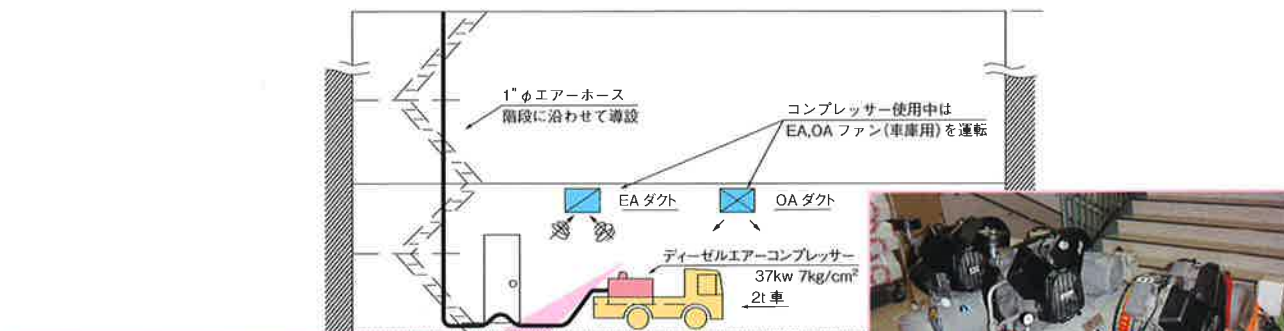 1"φエアーホース
階段に沿わせて導設
コンプレッサー使用中は
EA,OA ファン(車庫用)を運転
EA ダクト
OA ダクト
ディーゼルエアーコンプレッサー
37kw 7kg/cm²
2t 車